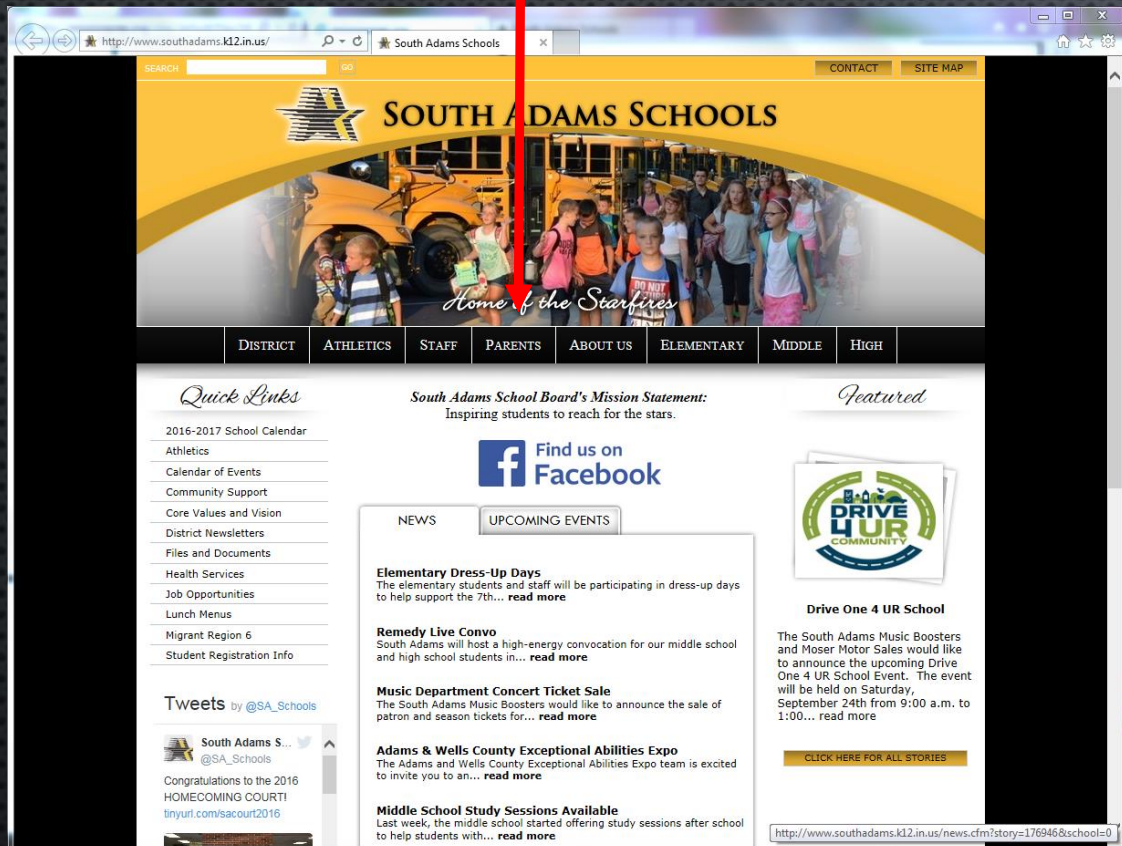 http://www.southadams.k12.in.us/
South Adams Schools
SEARCH
GO
CONTACT
SITE MAP
SOUTH ADAMS SCHOOLS
DO NOT
Home of the Starfires
DISTRICT
ATHLETICS
STAFF
PARENTS
ABOUT US
ELEMENTARY
MIDDLE
HIGH
Quick Links
2016-2017 School Calendar
Athletics
Calendar of Events
Community Support
Core Values and Vision
District Newsletters
Files and Documents
Health Services
Job Opportunities
Lunch Menus
Migrant Region 6
Student Registration Info
Tweets by @SA_Schools
South Adams S...
@SA_Schools
Congratulations to the 2016
HOMECOMING COURT!
tinyurl.com/sacourt2016
South Adams School Board's Mission Statement:
Inspiring students to reach for the stars.
Find us on
Facebook
NEWS
UPCOMING EVENTS
Elementary Dress-Up Days
The elementary students and staff will be participating in dress-up days
to help support the 7th... read more
Remedy Live Convo
South Adams will host a high-energy convocation for our middle school
and high school students in... read more
Music Department Concert Ticket Sale
The South Adams Music Boosters would like to announce the sale of
patron and season tickets for... read more
Adams & Wells County Exceptional Abilities Expo
The Adams and Wells County Exceptional Abilities Expo team is excited
to invite you to an... read more
Middle School Study Sessions Available
Last week, the middle school started offering study sessions after school
to help students with... read more
Featured
DRIVE
4 UR
COMMUNITY
Drive One 4 UR School
The South Adams Music Boosters
and Moser Motor Sales would like
to announce the upcoming Drive
One 4 UR School Event. The event
will be held on Saturday,
September 24th from 9:00 a.m. to
1:00... read more
CLICK HERE FOR ALL STORIES
http://www.southadams.k12.in.us/news.cfm?story=176946&school=0